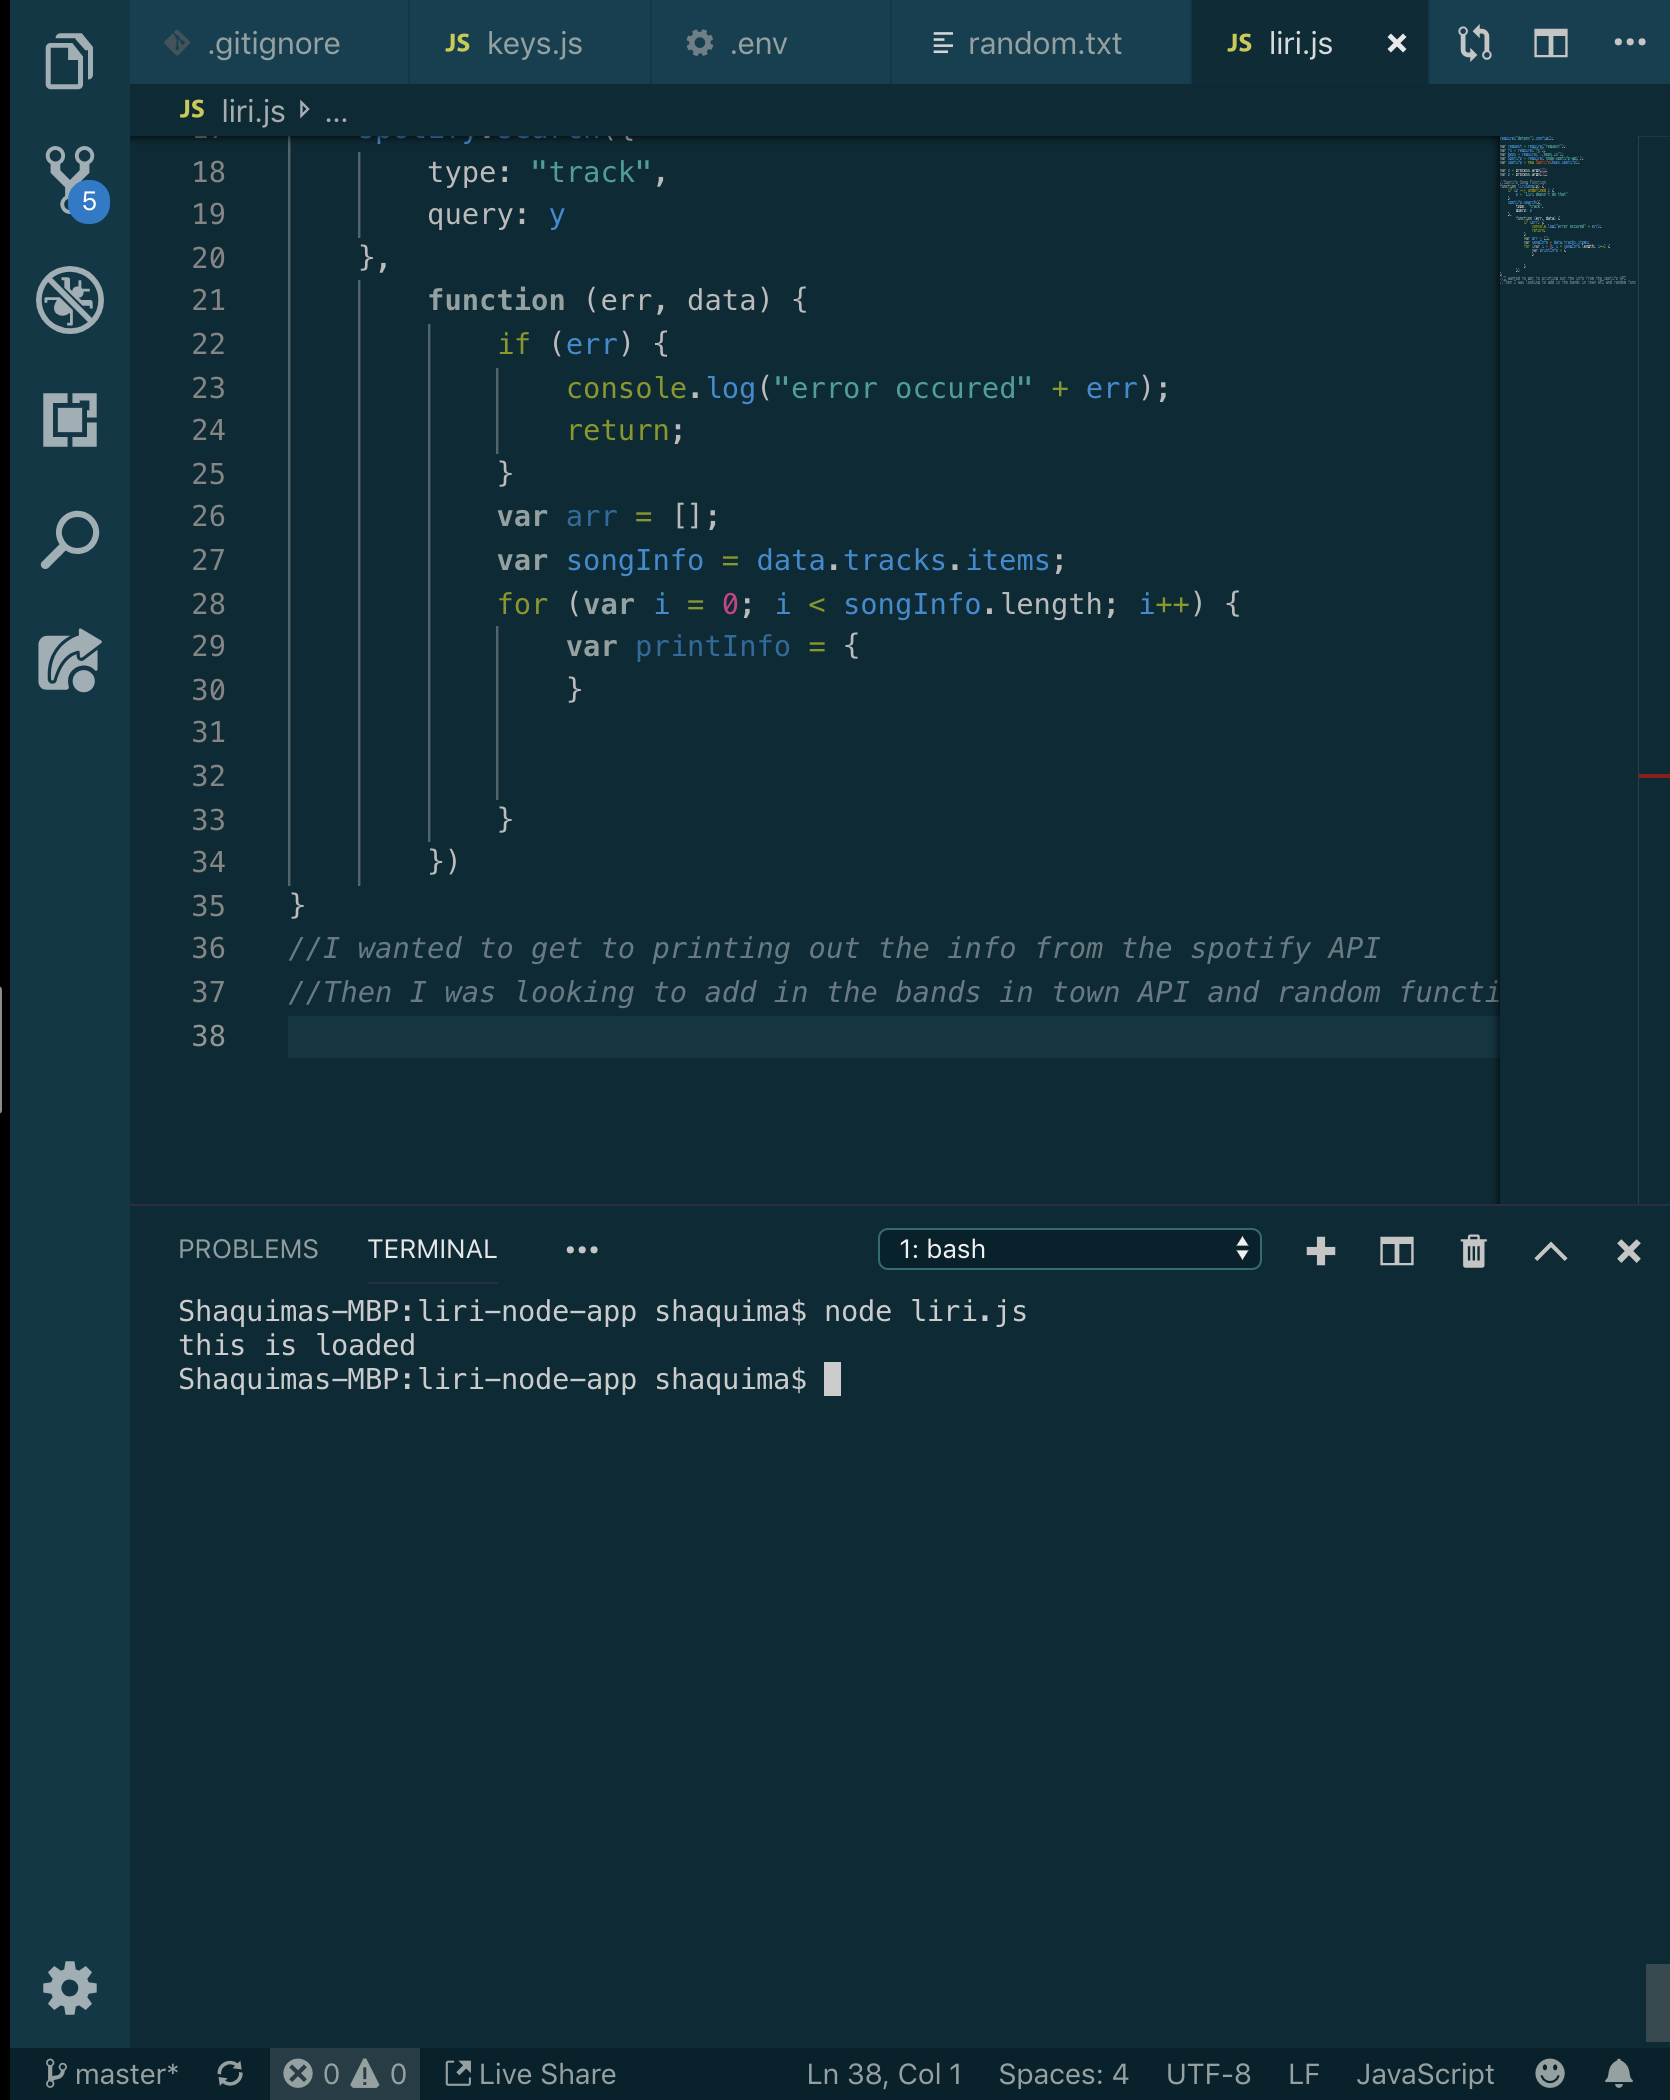 .gitignore
JS keys.js
.env
random.txt
JS liri.js
JS liri.js ...
5
18 type: "track",
19 query: y
20 },
21 function (err, data) {
22 if (err) {
23 console.log("error occured" + err);
24 return;
25 }
26 var arr = [];
27 var songInfo = data.tracks.items;
28 for (var i = 0; i < songInfo.length; i++) {
29 var printInfo = {
30 }
31
32
33 }
34 })
35 }
36 //I wanted to get to printing out the info from the spotify API
37 //Then I was looking to add in the bands in town API and random functi
38
PROBLEMS TERMINAL ... 1: bash
Shaquimas-MBP:liri-node-app shaquima$ node liri.js
this is loaded
Shaquimas-MBP:liri-node-app shaquima$
master* 0 0 Live Share Ln 38, Col 1 Spaces: 4 UTF-8 LF JavaScript